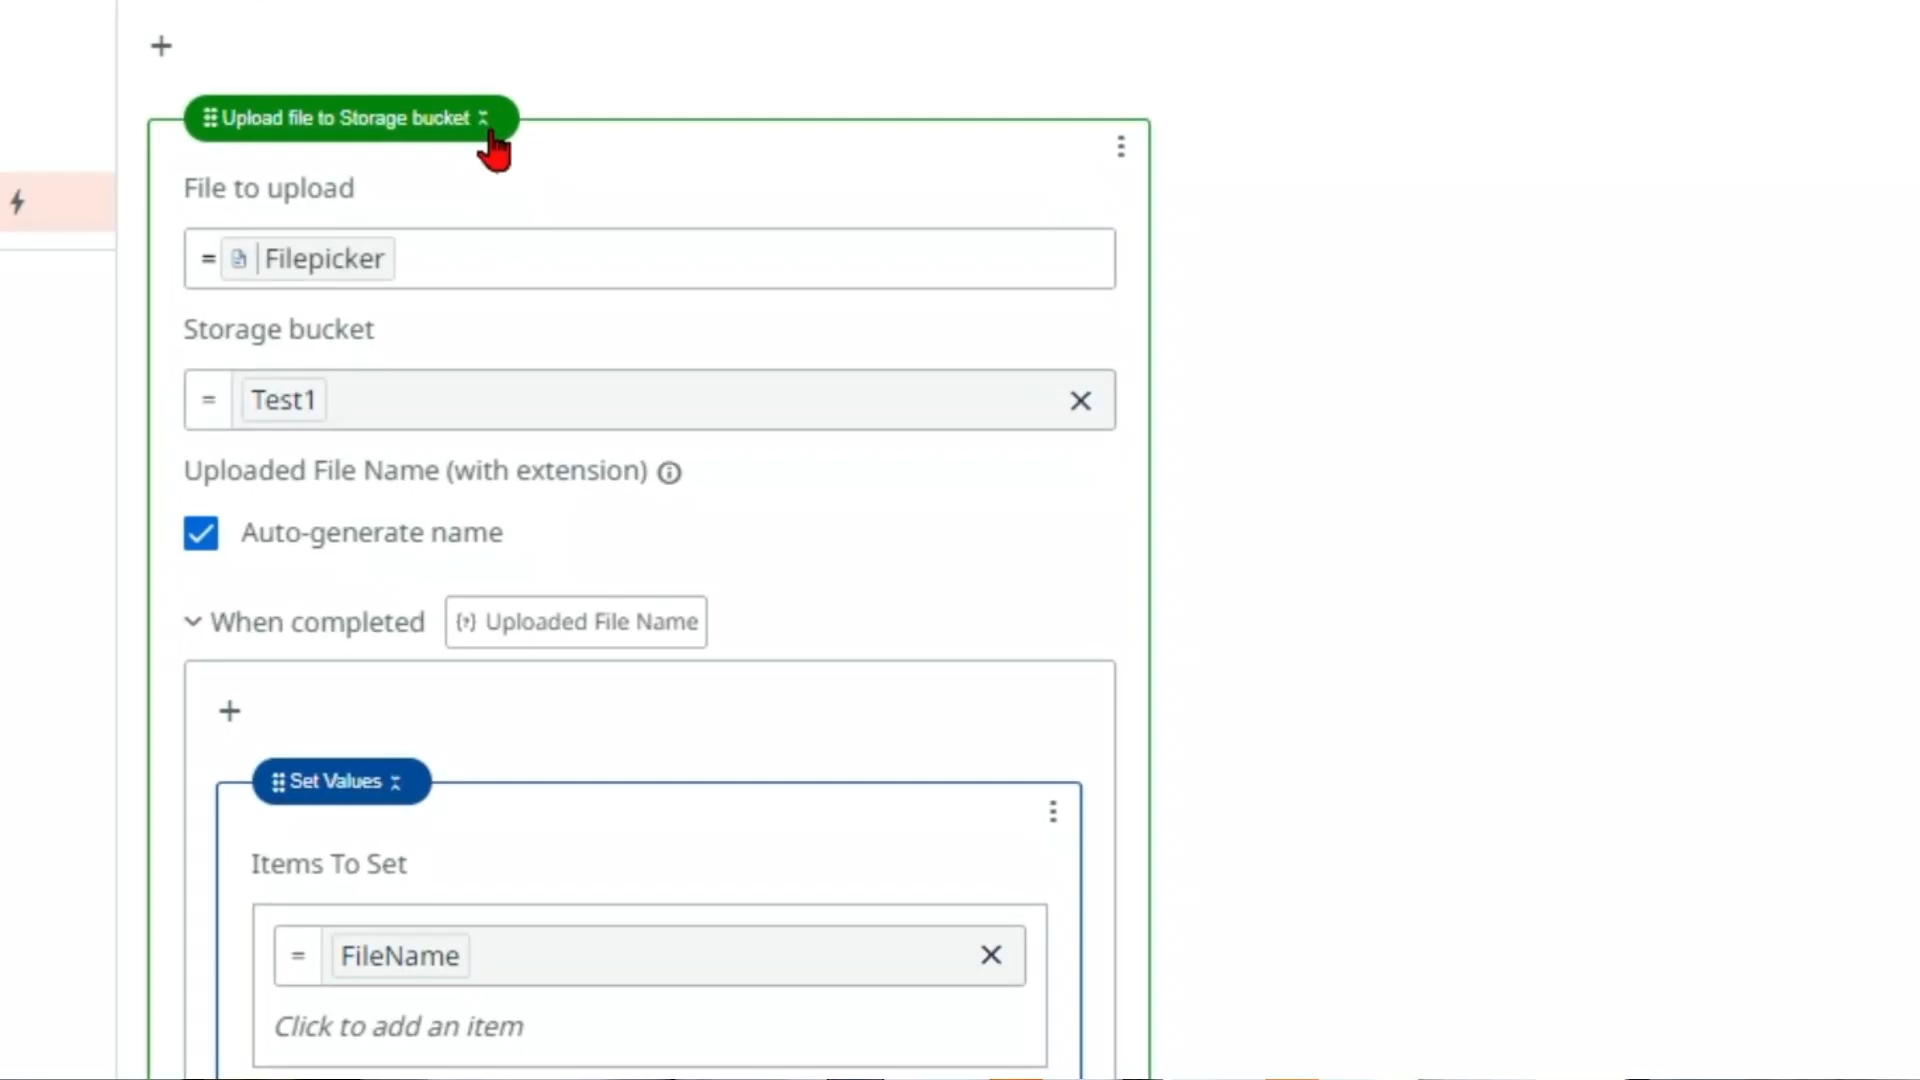 Upload file to Storage bucket
File to upload
= Filepicker
Storage bucket
= Test1
Uploaded File Name (with extension)
Auto-generate name
When completed {?} Uploaded File Name
Set Values
Items To Set
= FileName
Click to add an item